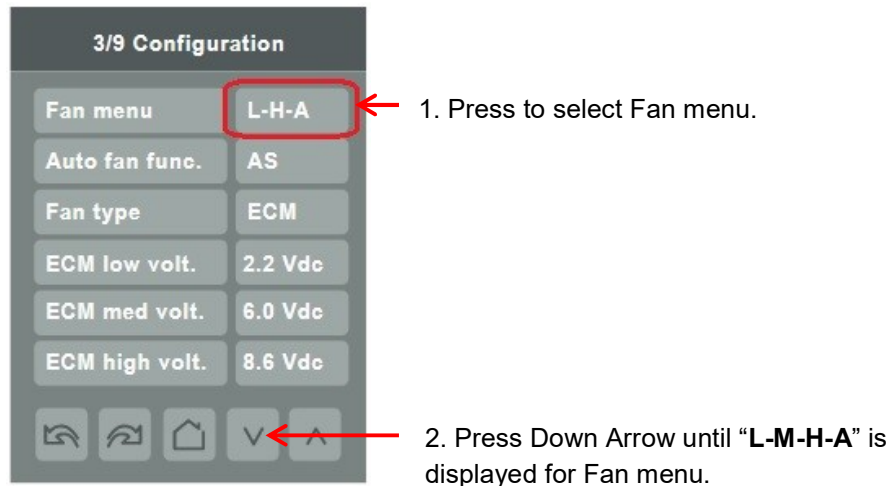 3/9 Configuration
Fan menu L-H-A
1. Press to select Fan menu.
Auto fan func. AS
Fan type ECM
ECM low volt. 2.2 Vdc
ECM med volt. 6.0 Vdc
ECM high volt. 8.6 Vdc
2. Press Down Arrow until “L-M-H-A” is
displayed for Fan menu.